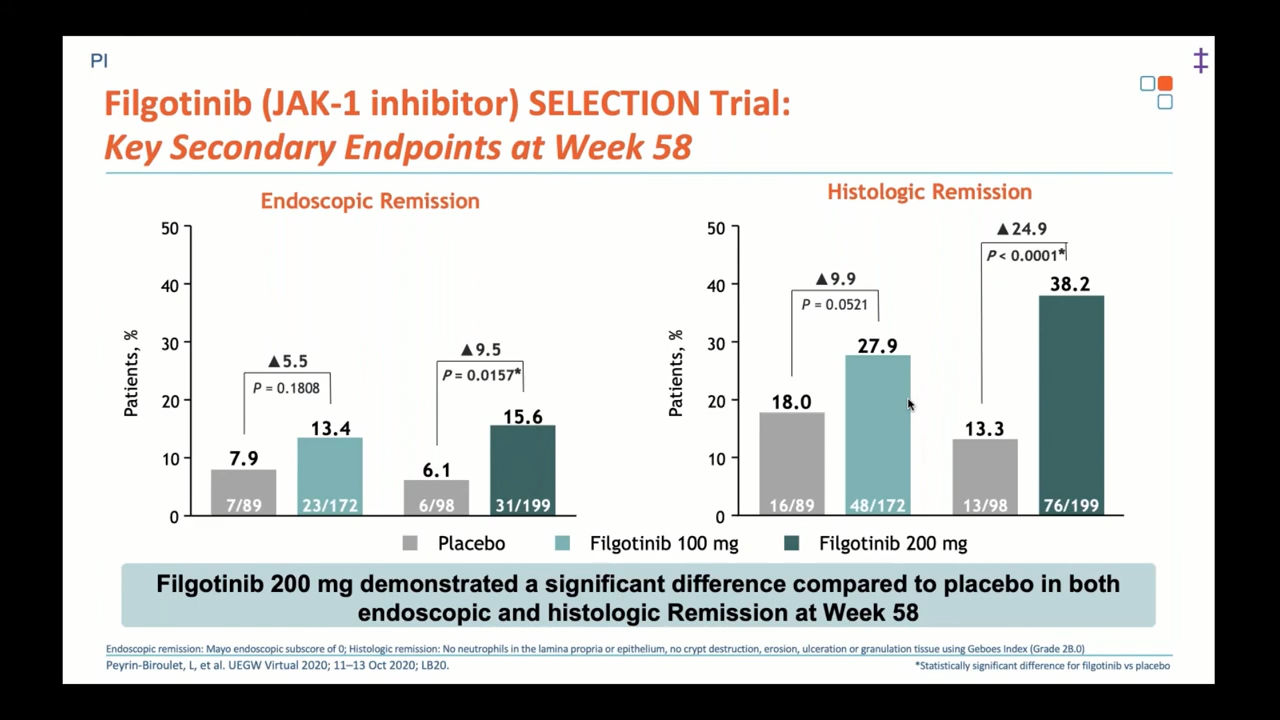 PI
‡
Filgotinib (JAK-1 inhibitor) SELECTION Trial:
Key Secondary Endpoints at Week 58
Endoscopic Remission
Patients, %
50
40
30
20
10
0
▲5.5
P = 0.1808
7.9
13.4
7/89
23/172
▲9.5
P = 0.0157*
6.1
15.6
6/98
31/199
Histologic Remission
Patients, %
50
40
30
20
10
0
▲9.9
P = 0.0521
18.0
27.9
16/89
48/172
▲24.9
P < 0.0001*
13.3
38.2
13/98
76/199
Placebo
Filgotinib 100 mg
Filgotinib 200 mg
Filgotinib 200 mg demonstrated a significant difference compared to placebo in both
endoscopic and histologic Remission at Week 58
Endoscopic remission: Mayo endoscopic subscore of 0; Histologic remission: No neutrophils in the lamina propria or epithelium, no crypt destruction, erosion, ulceration or granulation tissue using Geboes Index (Grade 2B.0)
Peyrin-Biroulet, L, et al. UEGW Virtual 2020; 11–13 Oct 2020; LB20.
*Statistically significant difference for filgotinib vs placebo